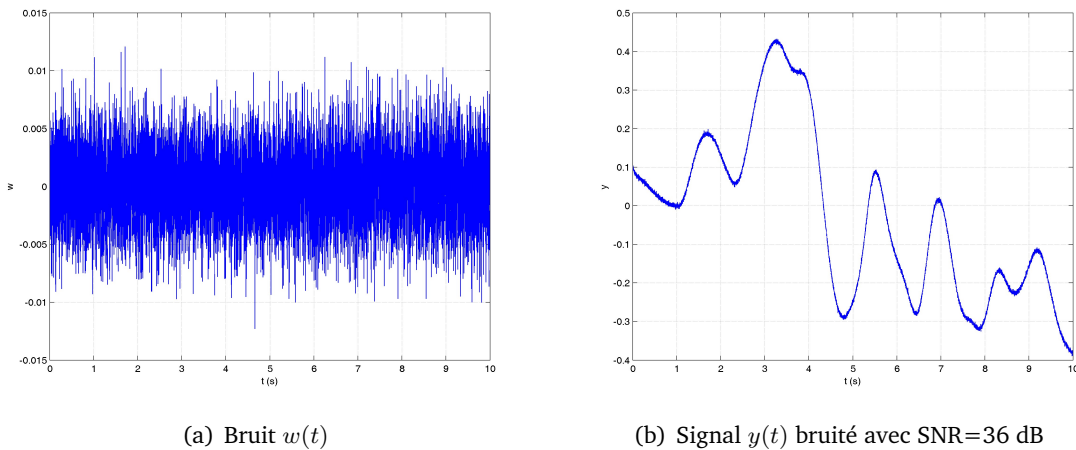 0.015
0.01
0.005
0
-0.005
-0.01
-0.015
w
0 1 2 3 4 5 6 7 8 9 10
t (s)
(a) Bruit w(t)
0.5
0.4
0.3
0.2
0.1
0
-0.1
-0.2
-0.3
-0.4
y
0 1 2 3 4 5 6 7 8 9 10
t (s)
(b) Signal y(t) bruité avec SNR=36 dB